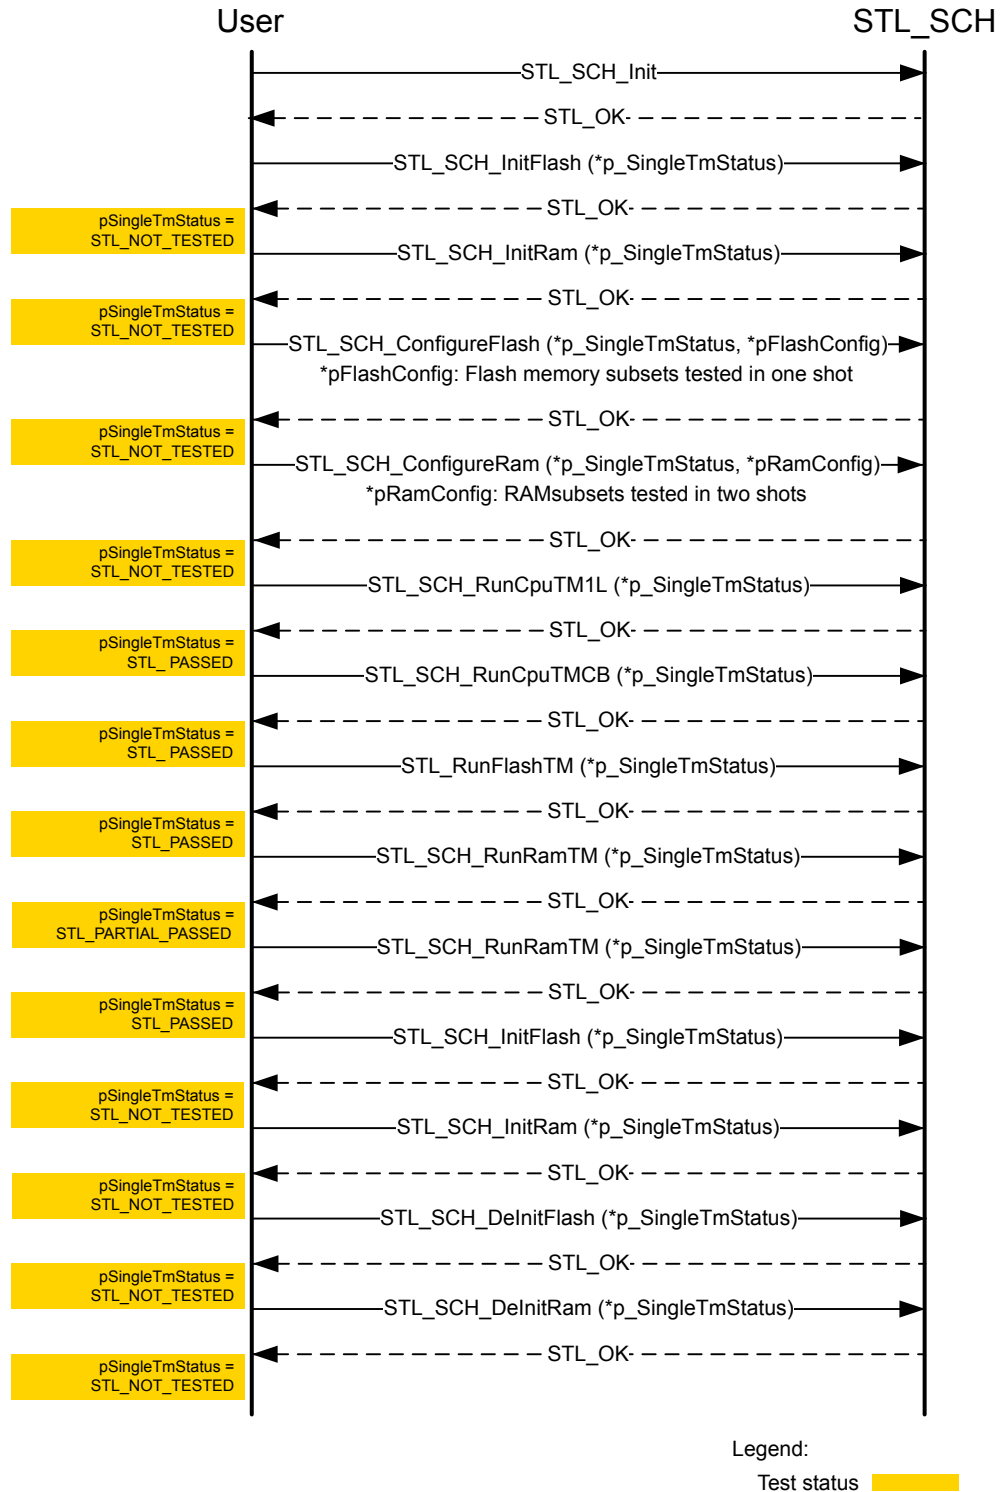 User
STL_SCH
STL_SCH_Init
STL_OK
STL_SCH_InitFlash (*p_SingleTmStatus)
STL_OK
pSingleTmStatus =
STL_NOT_TESTED
STL_SCH_InitRam (*p_SingleTmStatus)
STL_OK
pSingleTmStatus =
STL_NOT_TESTED
STL_SCH_ConfigureFlash (*p_SingleTmStatus, *pFlashConfig)
*pFlashConfig: Flash memory subsets tested in one shot
STL_OK
pSingleTmStatus =
STL_NOT_TESTED
STL_SCH_ConfigureRam (*p_SingleTmStatus, *pRamConfig)
*pRamConfig: RAMsubsets tested in two shots
STL_OK
pSingleTmStatus =
STL_NOT_TESTED
STL_SCH_RunCpuTM1L (*p_SingleTmStatus)
STL_OK
pSingleTmStatus =
STL_ PASSED
STL_SCH_RunCpuTMCB (*p_SingleTmStatus)
STL_OK
pSingleTmStatus =
STL_ PASSED
STL_RunFlashTM (*p_SingleTmStatus)
STL_OK
pSingleTmStatus =
STL_PASSED
STL_SCH_RunRamTM (*p_SingleTmStatus)
STL_OK
pSingleTmStatus =
STL_PARTIAL_PASSED
STL_SCH_RunRamTM (*p_SingleTmStatus)
STL_OK
pSingleTmStatus =
STL_PASSED
STL_SCH_InitFlash (*p_SingleTmStatus)
STL_OK
pSingleTmStatus =
STL_NOT_TESTED
STL_SCH_InitRam (*p_SingleTmStatus)
STL_OK
pSingleTmStatus =
STL_NOT_TESTED
STL_SCH_DeInitFlash (*p_SingleTmStatus)
STL_OK
pSingleTmStatus =
STL_NOT_TESTED
STL_SCH_DeInitRam (*p_SingleTmStatus)
STL_OK
pSingleTmStatus =
STL_NOT_TESTED
Legend:
Test status